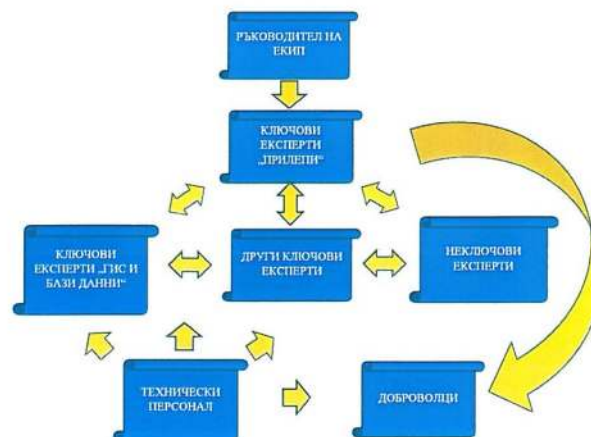 РЪКОВОДИТЕЛ НА
ЕКИП
КЛЮЧОВИ
ЕКСПЕРТИ
„ПРИЛЕПИ“
КЛЮЧОВИ
ЕКСПЕРТИ „ГИС И
БАЗИ ДАННИ“
ДРУГИ КЛЮЧОВИ
ЕКСПЕРТИ
НЕКЛЮЧОВИ
ЕКСПЕРТИ
ТЕХНИЧЕСКИ
ПЕРСОНАЛ
ДОБРОВОЛЦИ